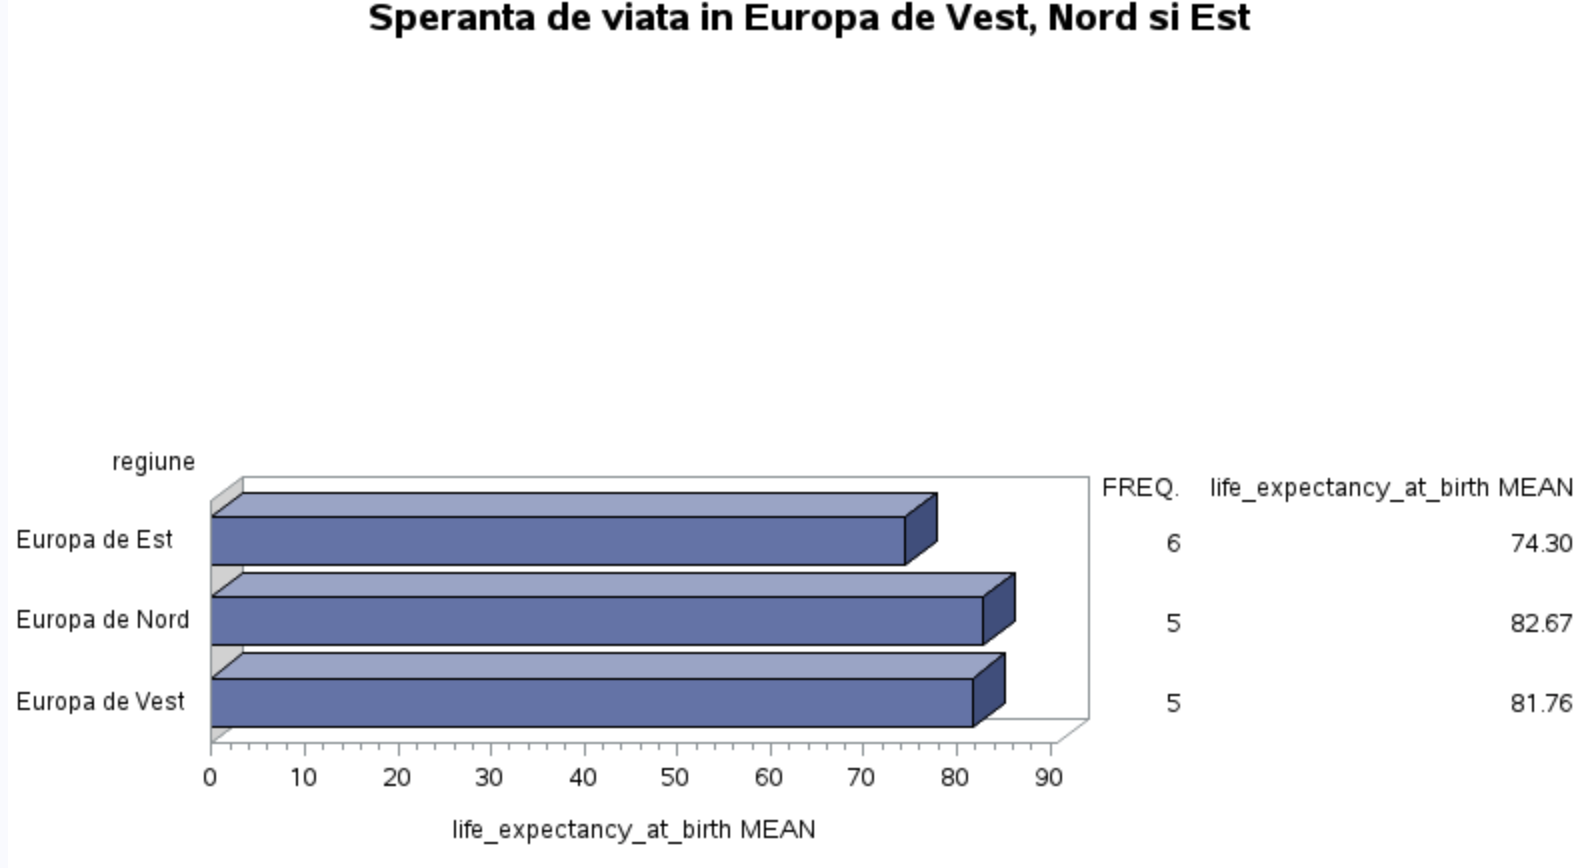 Speranta de viata in Europa de Vest, Nord si Est
regiune
FREQ. life_expectancy_at_birth MEAN
Europa de Est 6 74.30
Europa de Nord 5 82.67
Europa de Vest 5 81.76
0 10 20 30 40 50 60 70 80 90
life_expectancy_at_birth MEAN